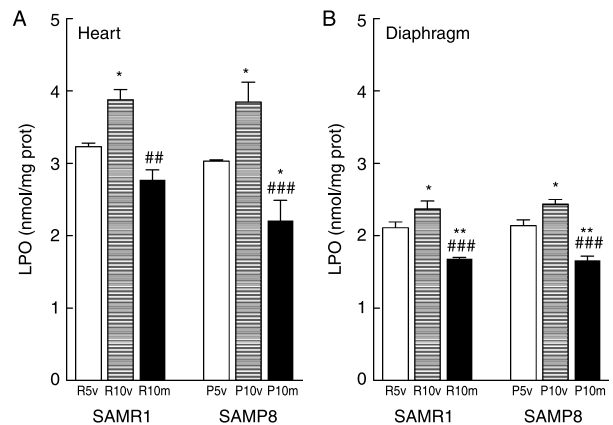 A
Heart
LPO (nmol/mg prot)
5
4
3
2
1
0
*
##
*
*
###
R5v R10v R10m P5v P10v P10m
SAMR1 SAMP8
B
Diaphragm
LPO (nmol/mg prot)
5
4
3
2
1
0
*
**
###
*
**
###
R5v R10v R10m P5v P10v P10m
SAMR1 SAMP8